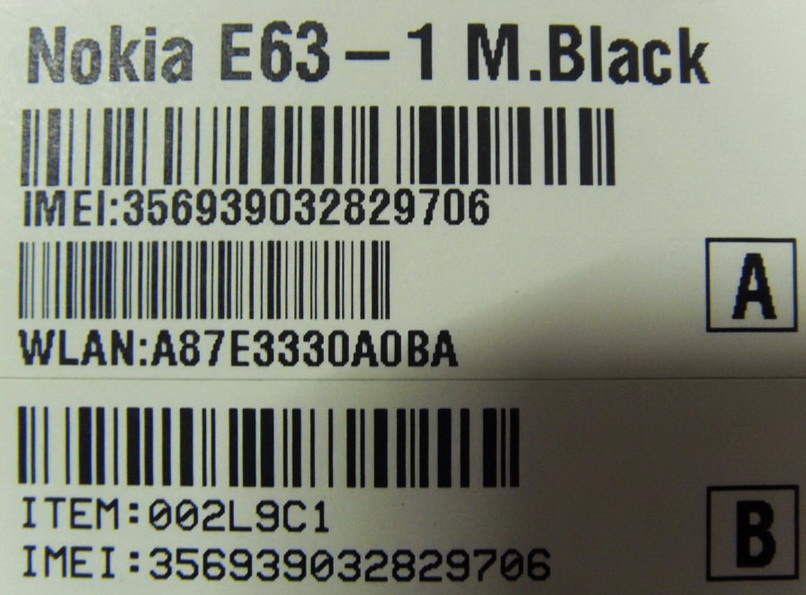 Nokia E63 – 1 M.Black
IMEI:356939032829706
A
WLAN:A87E3330A0BA
ITEM:002L9C1
IMEI:356939032829706
B